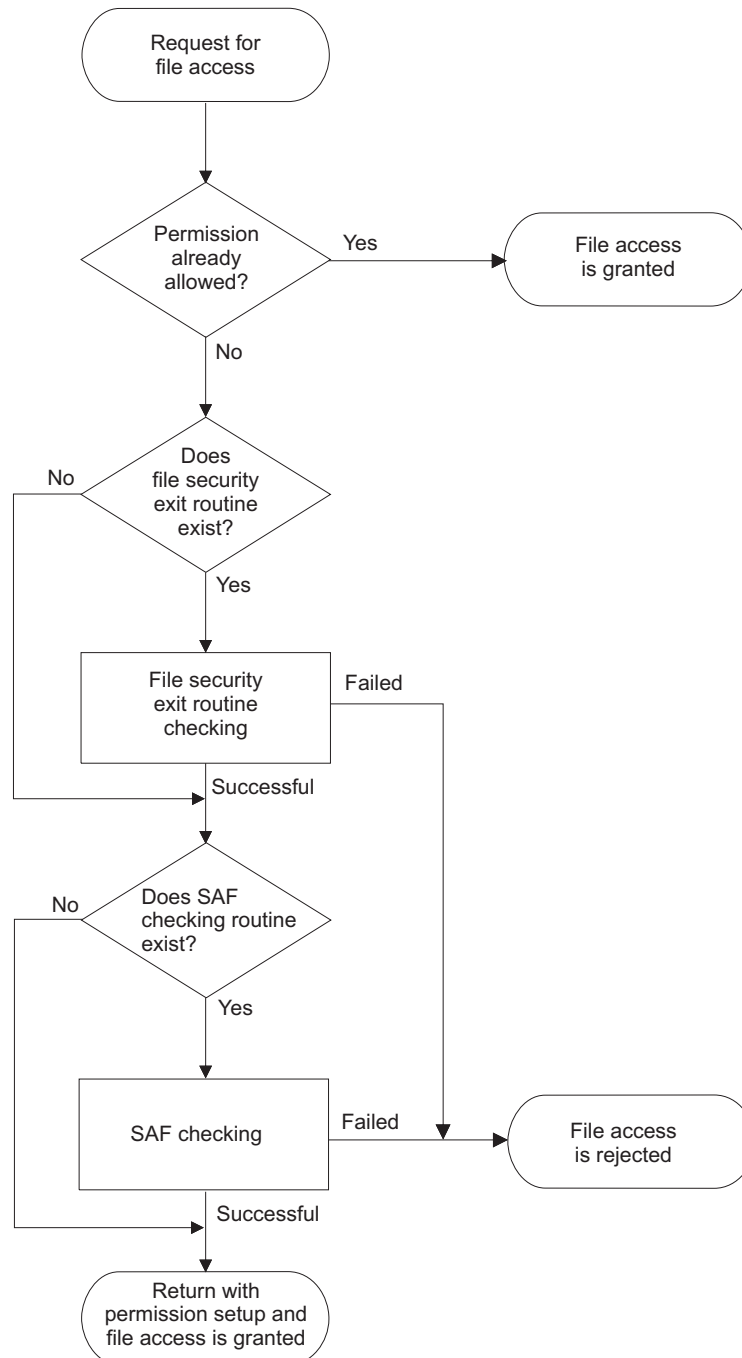 Request for
file access
Permission
already
allowed?
Yes
File access
is granted
No
Does
file security
exit routine
exist?
No
Yes
File security
exit routine
checking
Failed
Successful
Does SAF
checking routine
exist?
No
Yes
SAF checking
Failed
File access
is rejected
Successful
Return with
permission setup and
file access is granted